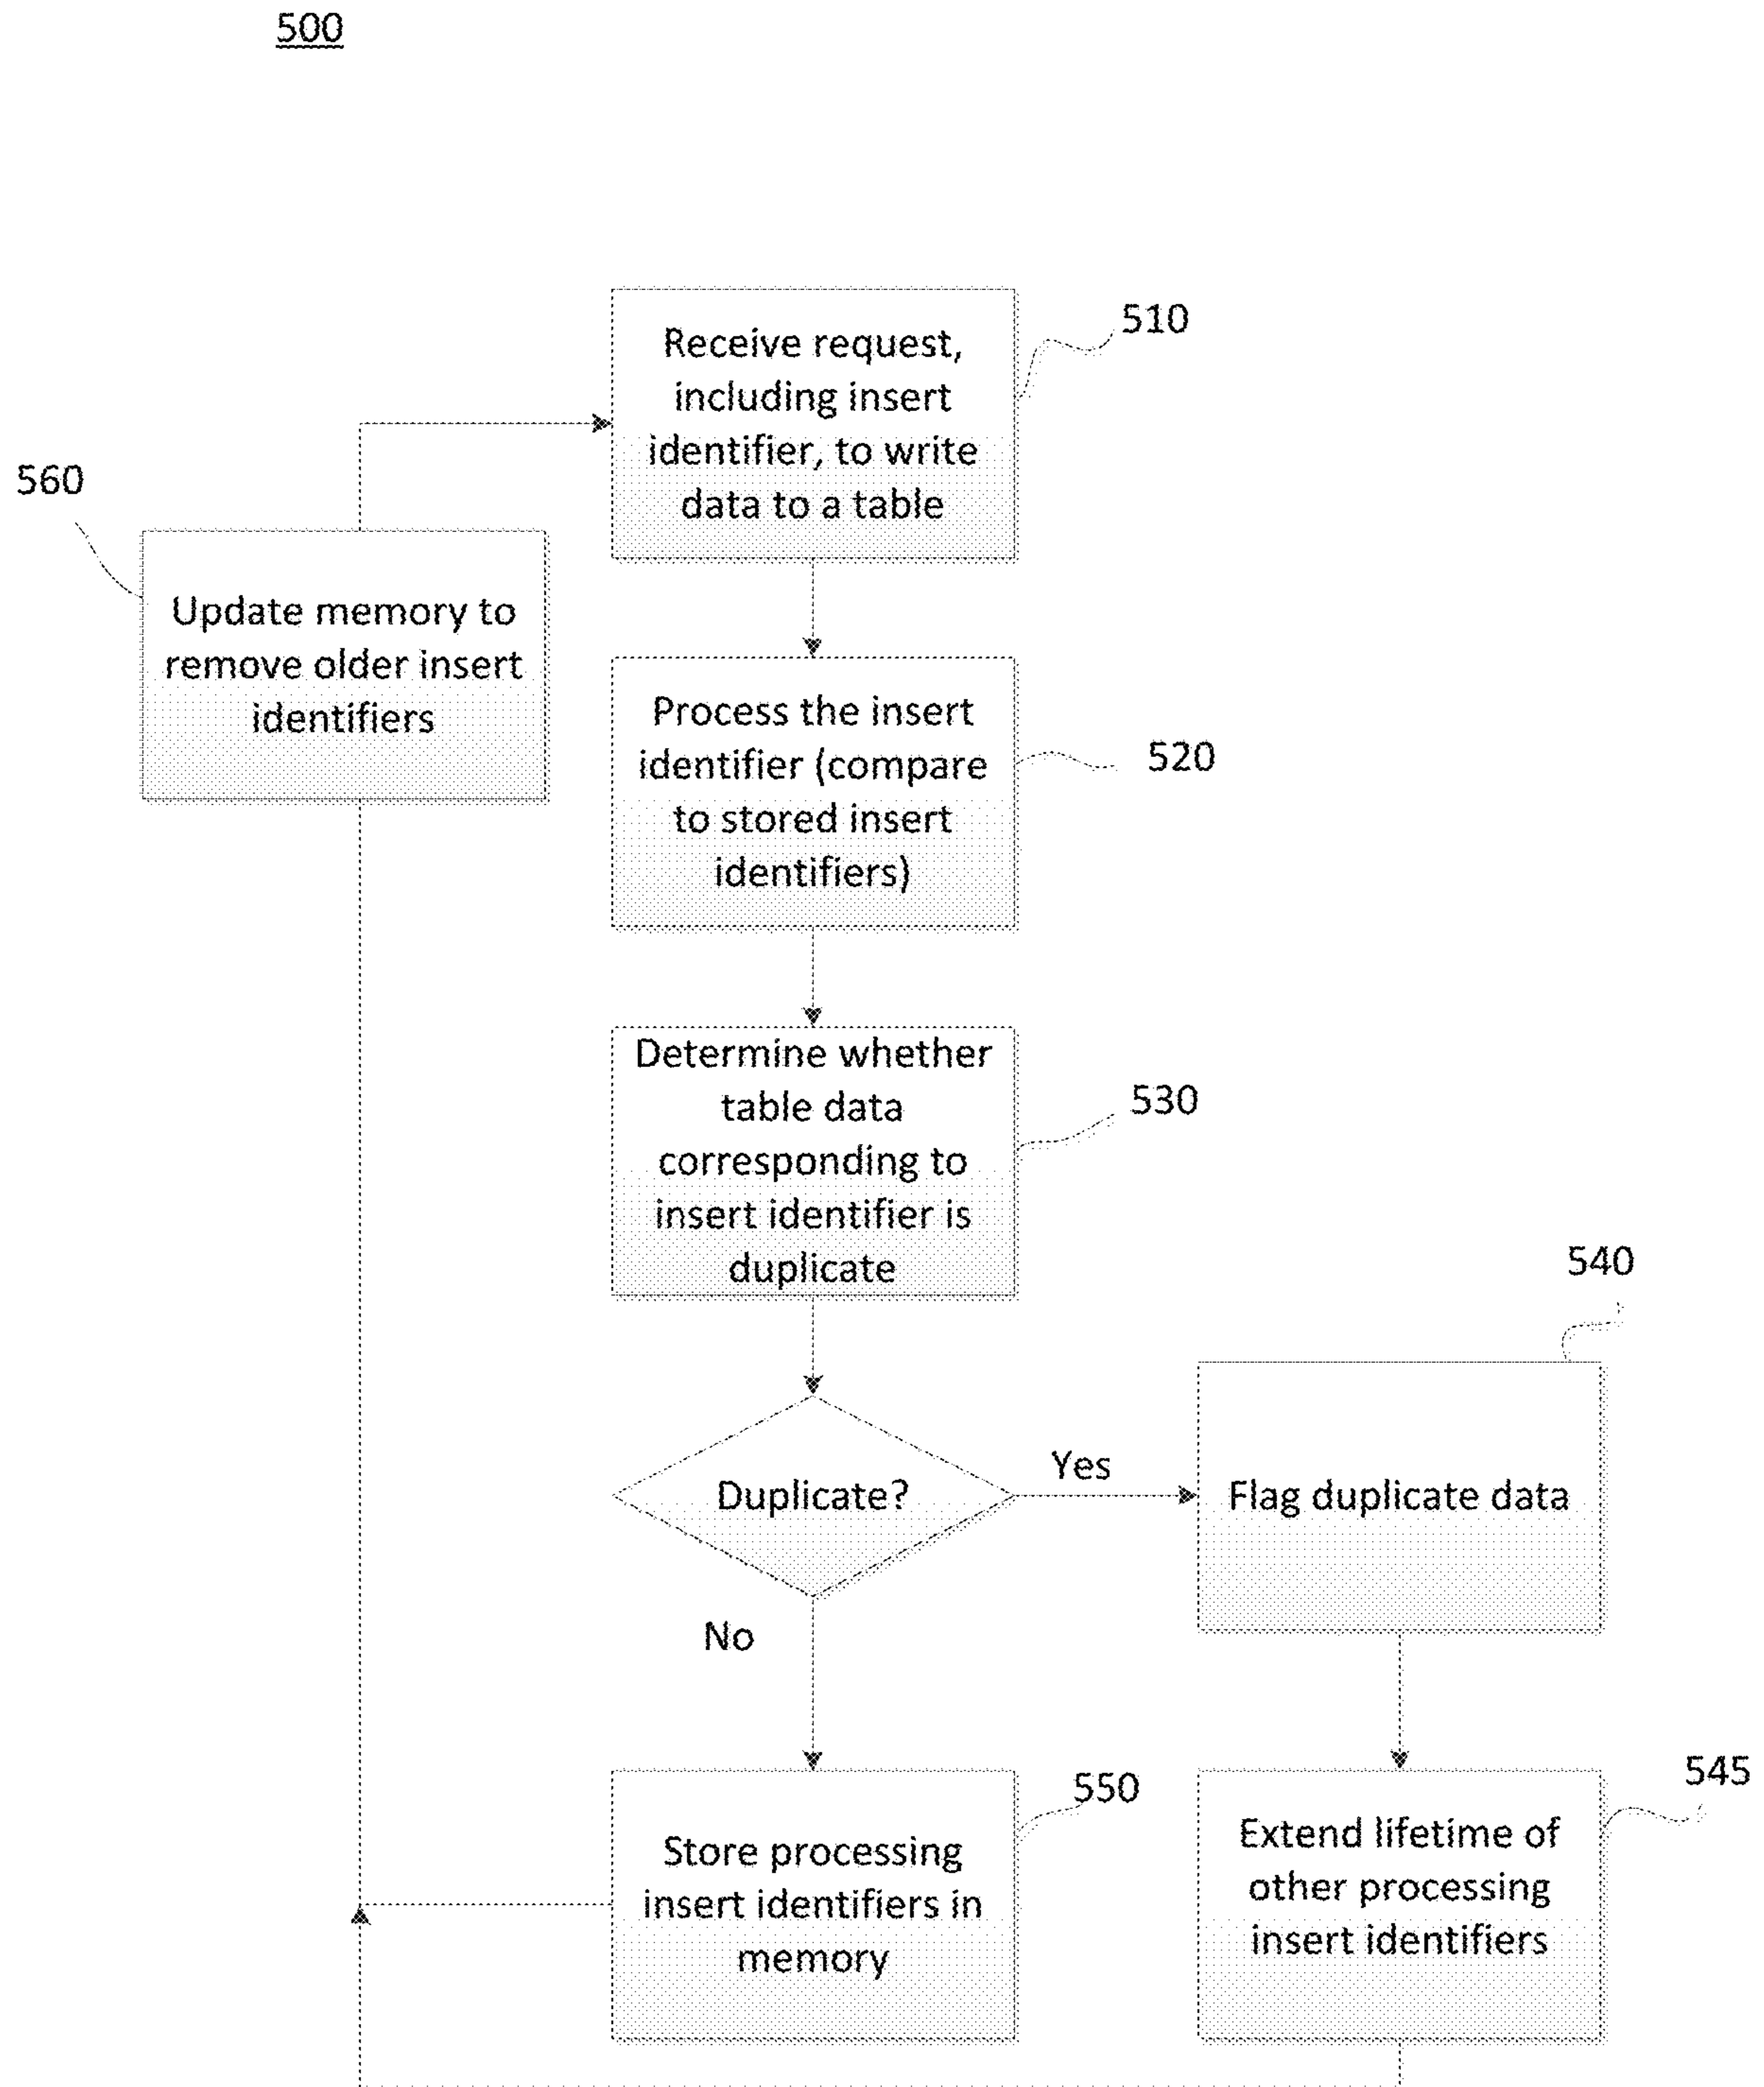 500
Receive request,
including insert
identifier, to write
data to a table
510
560
Update memory to
remove older insert
identifiers
Process the insert
identifier (compare
to stored insert
identifiers)
520
Determine whether
table data
corresponding to
insert identifier is
duplicate
530
540
Duplicate?
Yes
Flag duplicate data
No
550
Store processing
insert identifiers in
memory
545
Extend lifetime of
other processing
insert identifiers